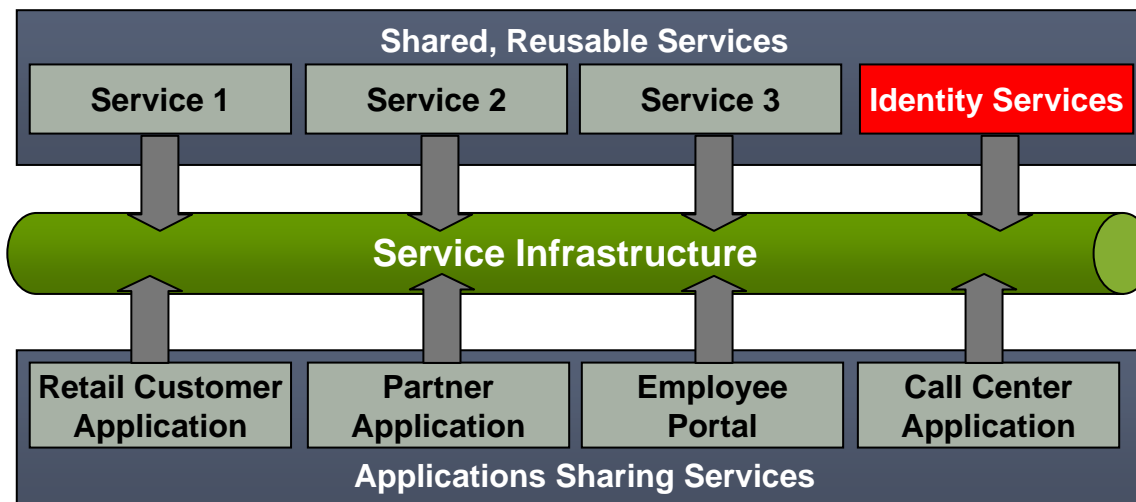 Shared, Reusable Services
Service 1
Service 2
Service 3
Identity Services
Service Infrastructure
Retail Customer
Application
Partner
Application
Employee
Portal
Call Center
Application
Applications Sharing Services